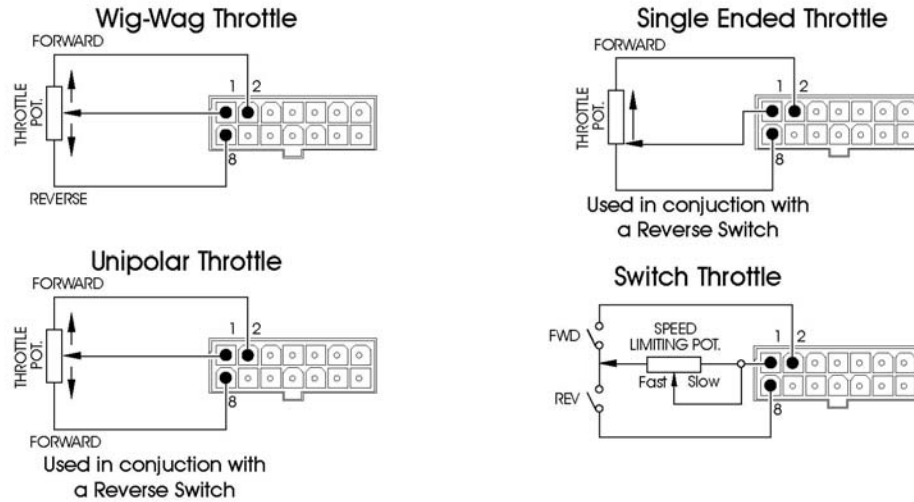 Wig-Wag Throttle
FORWARD
THROTTLE
POT.
1 2
8
REVERSE
Single Ended Throttle
FORWARD
THROTTLE
POT.
1 2
8
Used in conjuction with
a Reverse Switch
Unipolar Throttle
FORWARD
THROTTLE
POT.
1 2
8
FORWARD
Used in conjuction with
a Reverse Switch
Switch Throttle
FWD
SPEED
LIMITING POT.
1 2
Fast Slow
REV
8